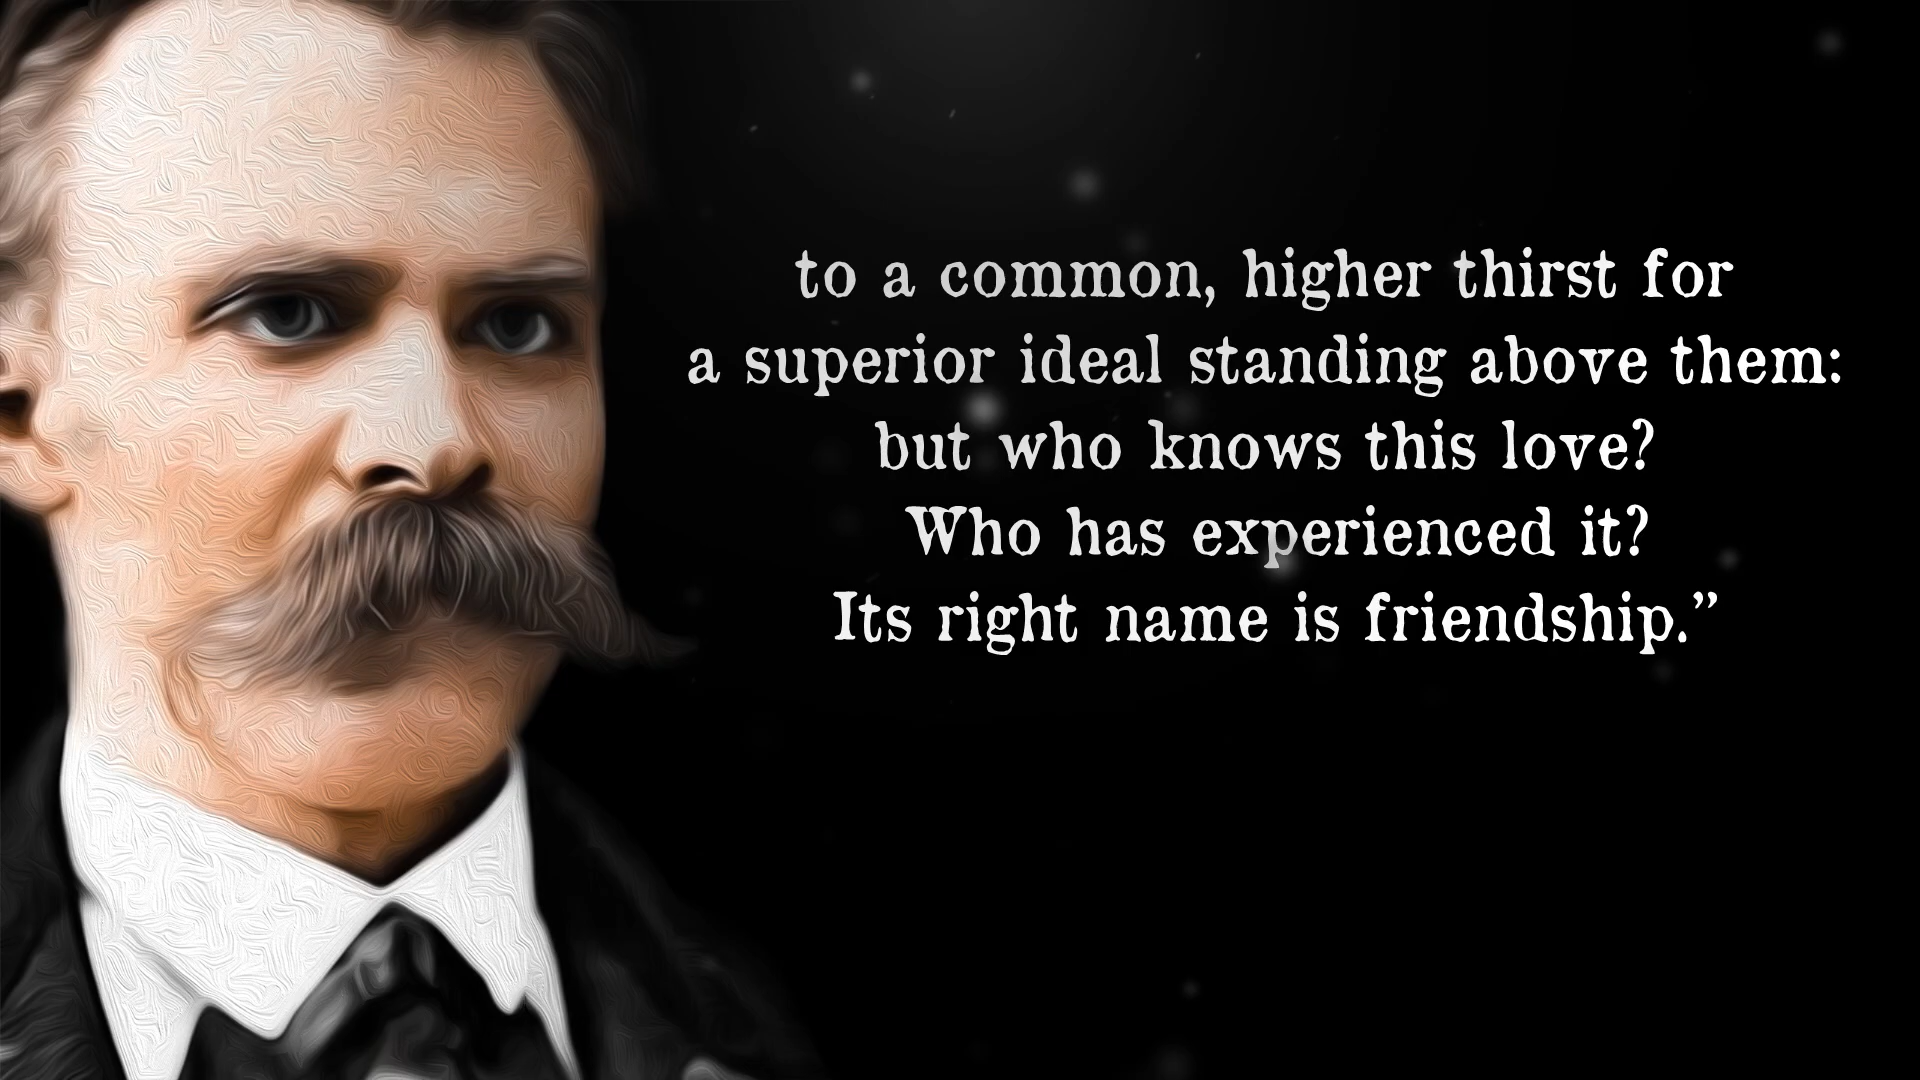 to a common, higher thirst for
a superior ideal standing above them:
but who knows this love?
Who has experienced it?
Its right name is friendship.”